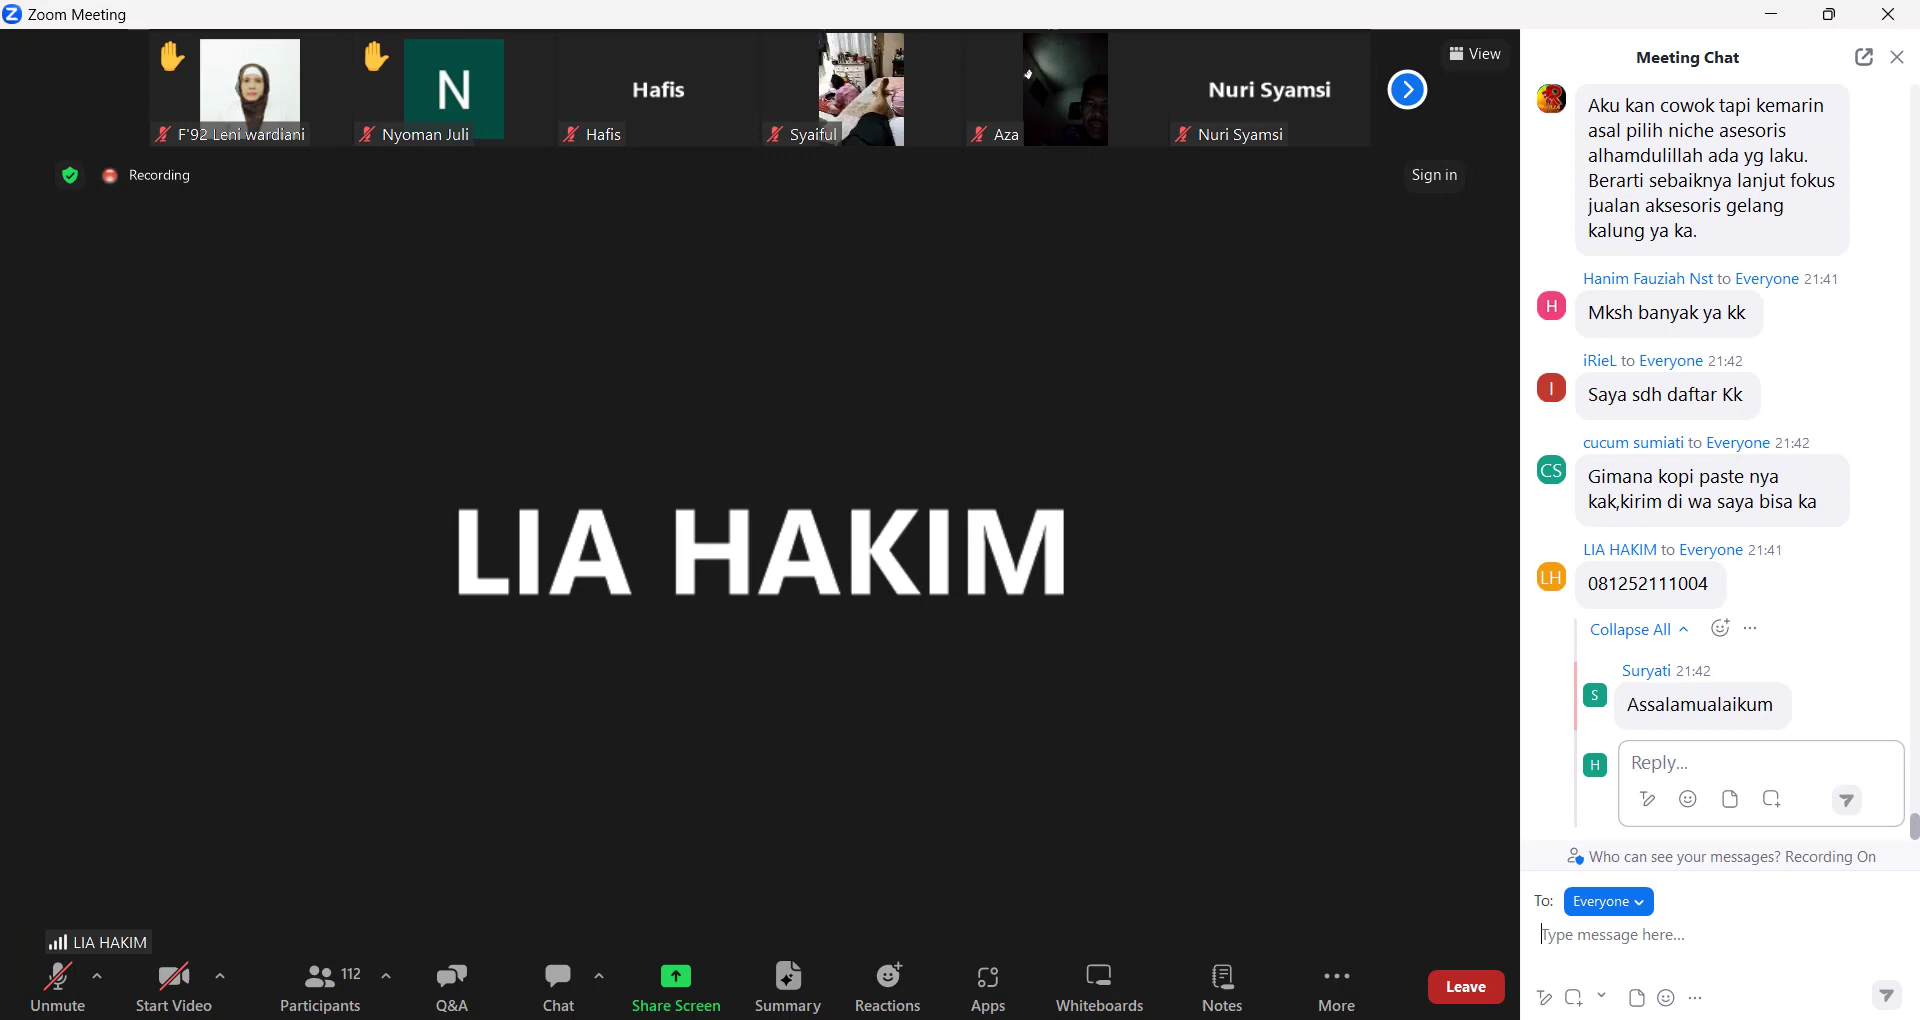 Zoom Meeting
F'92 Leni wardiani
N
Nyoman Juli
Hafis
Hafis
Syaiful
Aza
Nuri Syamsi
Nuri Syamsi
View
Recording
Sign in
LIA HAKIM
LIA HAKIM
Unmute
Start Video
112
Participants
Q&A
Chat
Share Screen
Summary
Reactions
Apps
Whiteboards
Notes
More
Leave
Meeting Chat
Aku kan cowok tapi kemarin
asal pilih niche asesoris
alhamdulillah ada yg laku.
Berarti sebaiknya lanjut fokus
jualan aksesoris gelang
kalung ya ka.
Hanim Fauziah Nst to Everyone 21:41
H
Mksh banyak ya kk
iRieL to Everyone 21:42
I
Saya sdh daftar Kk
cucum sumiati to Everyone 21:42
CS
Gimana kopi paste nya
kak,kirim di wa saya bisa ka
LIA HAKIM to Everyone 21:41
LH
081252111004
Collapse All
Suryati 21:42
S
Assalamualaikum
H
Reply...
Who can see your messages? Recording On
To: Everyone
Type message here...